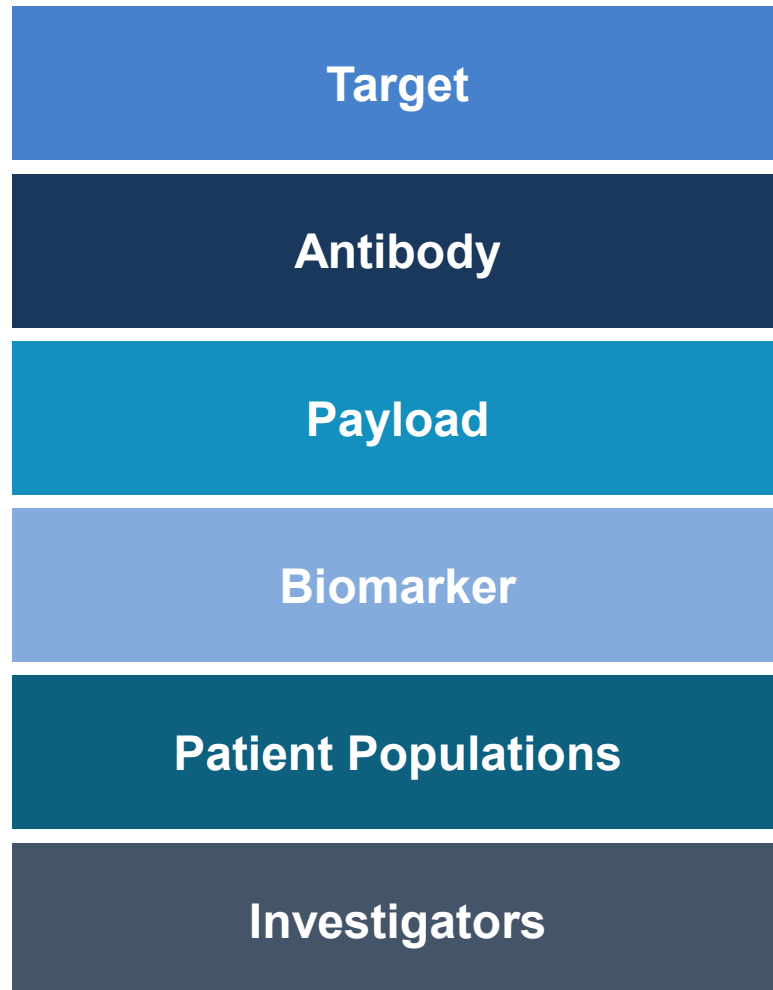 Target
Antibody
Payload
Biomarker
Patient Populations
Investigators